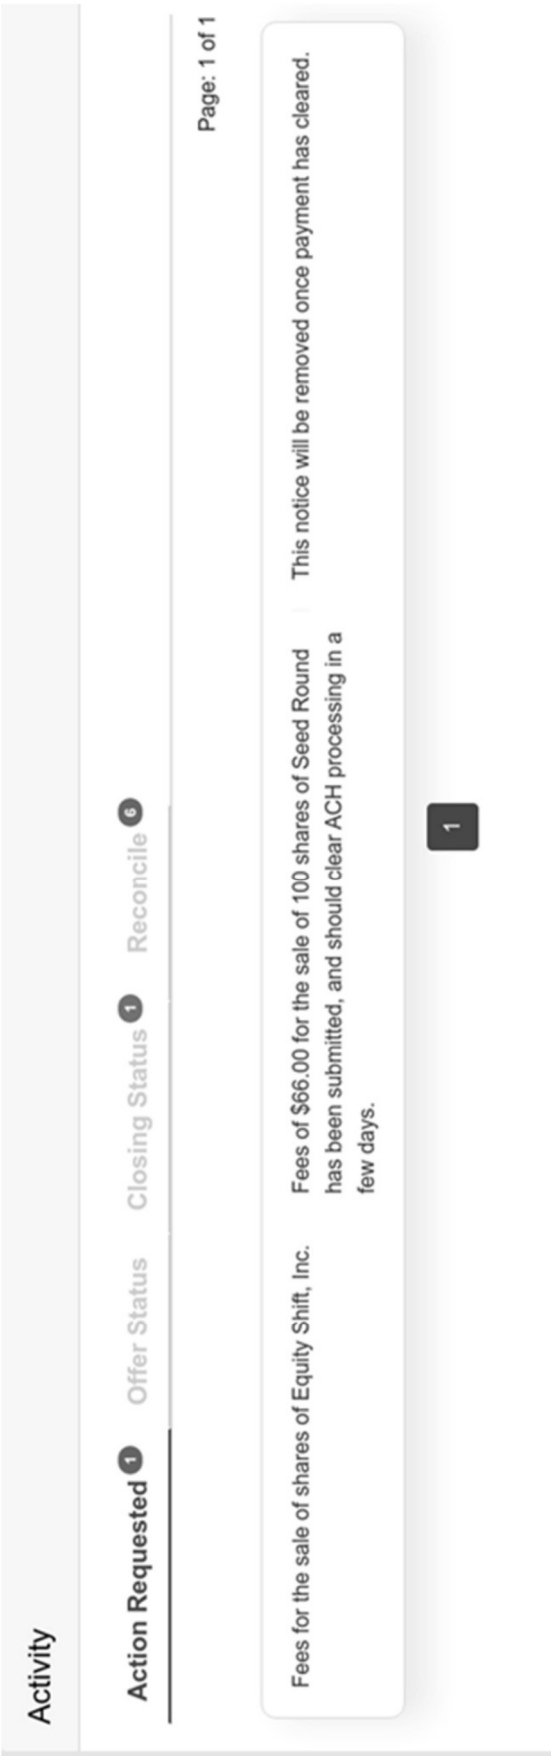 Activity
Action Requested 1 Offer Status Closing Status 1 Reconcile 6
Page: 1 of 1
Fees for the sale of shares of Equity Shift, Inc.
Fees of $66.00 for the sale of 100 shares of Seed Round
has been submitted, and should clear ACH processing in a
few days.
This notice will be removed once payment has cleared.
1